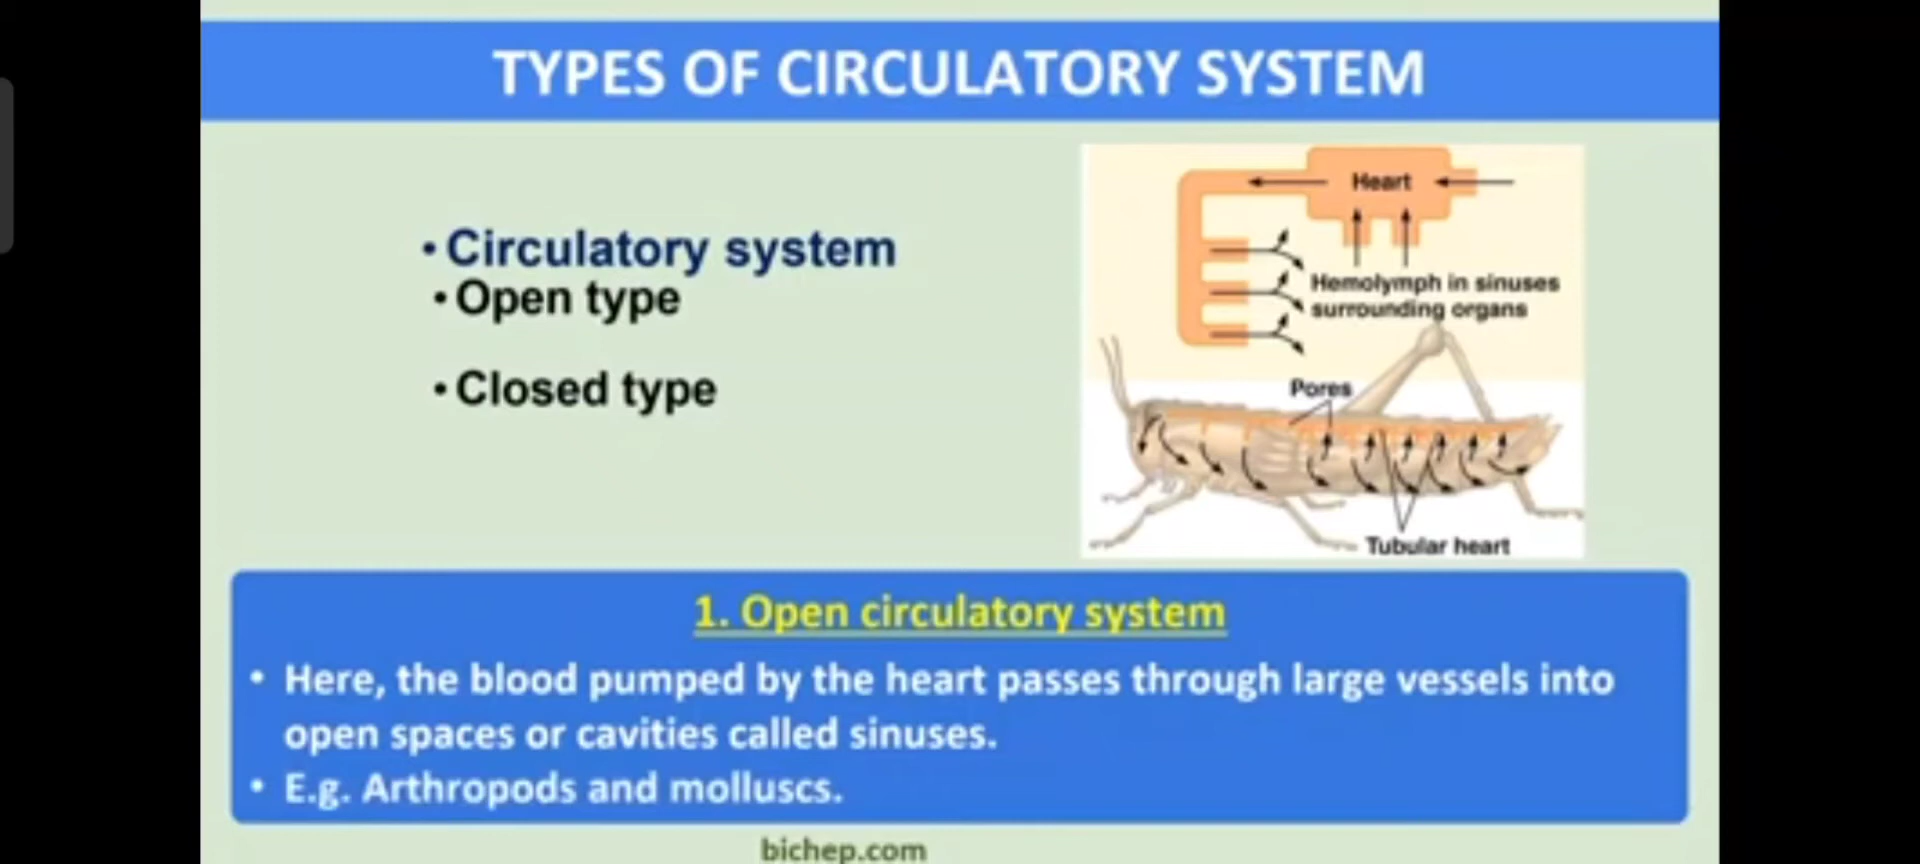 TYPES OF CIRCULATORY SYSTEM
• Circulatory system
• Open type
• Closed type
Heart
Hemolymph in sinuses
surrounding organs
Pores
Tubular heart
1. Open circulatory system
• Here, the blood pumped by the heart passes through large vessels into
open spaces or cavities called sinuses.
• E.g. Arthropods and molluscs.
bichep.com